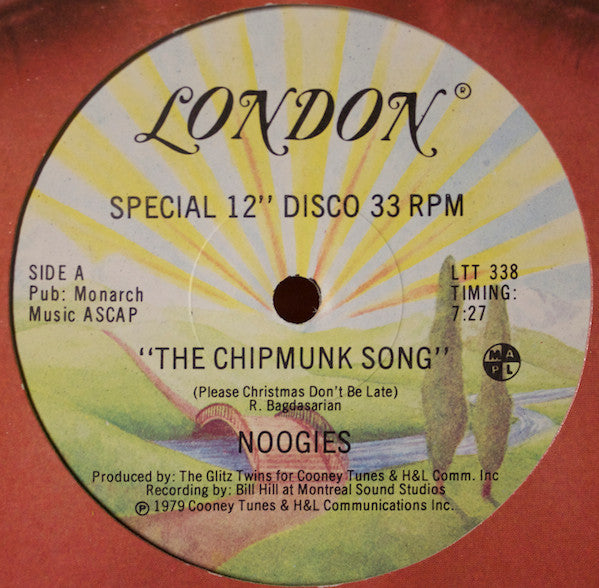 LONDON®
SPECIAL 12" DISCO 33 RPM
SIDE A
Pub: Monarch
Music ASCAP
LTT 338
TIMING:
7:27
"THE CHIPMUNK SONG"
M A P L
(Please Christmas Don't Be Late)
R. Bagdasarian
NOOGIES
Produced by: The Glitz Twins for Cooney Tunes & H&L Comm. Inc
Recording by: Bill Hill at Montreal Sound Studios
℗ 1979 Cooney Tunes & H&L Communications Inc.